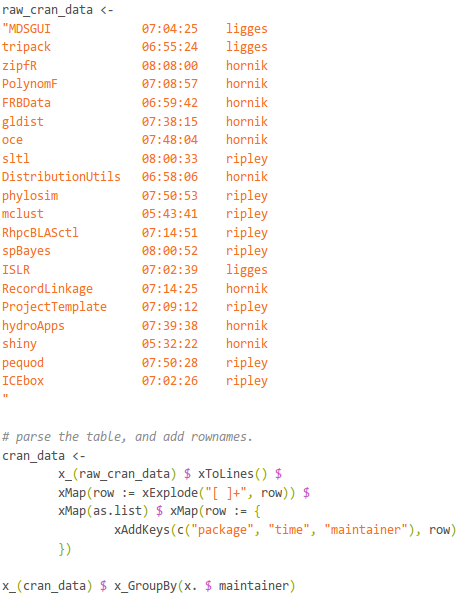 raw_cran_data <-
"MDSGUI 07:04:25 ligges
tripack 06:55:24 ligges
zipfR 08:08:00 hornik
PolynomF 07:08:57 hornik
FRBData 06:59:42 hornik
gldist 07:38:15 hornik
oce 07:48:04 hornik
sltl 08:00:33 ripley
DistributionUtils 06:58:06 hornik
phylosim 07:50:53 ripley
mclust 05:43:41 ripley
RhpcBLASctl 07:14:51 ripley
spBayes 08:00:52 ripley
ISLR 07:02:39 ligges
RecordLinkage 07:14:25 hornik
ProjectTemplate 07:09:12 ripley
hydroApps 07:39:38 hornik
shiny 05:32:22 hornik
pequod 07:50:28 ripley
ICEbox 07:02:26 ripley
"
# parse the table, and add rownames.
cran_data <-
x_(raw_cran_data) $ xToLines() $
xMap(row := xExplode("[ ]+", row)) $
xMap(as.list) $ xMap(row := {
xAddKeys(c("package", "time", "maintainer"), row)
})
x_(cran_data) $ x_GroupBy(x. $ maintainer)